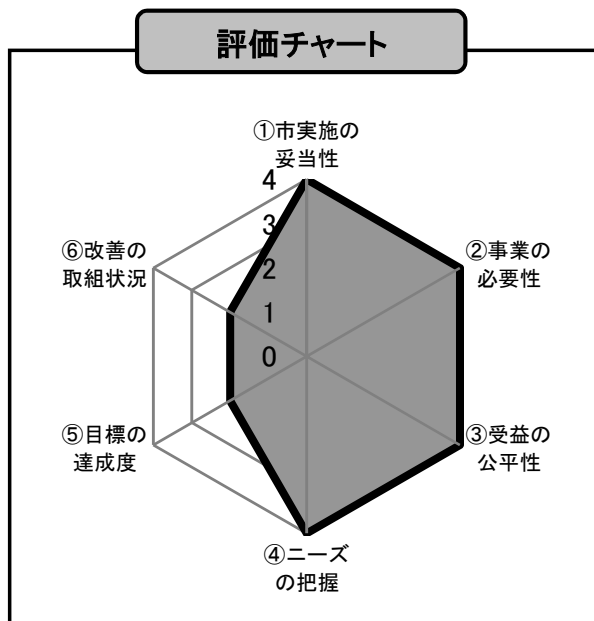 評価チャート
①市実施の
妥当性
4
3
2
1
0
②事業の
必要性
③受益の
公平性
④ニーズ
の把握
⑤目標の
達成度
⑥改善の
取組状況